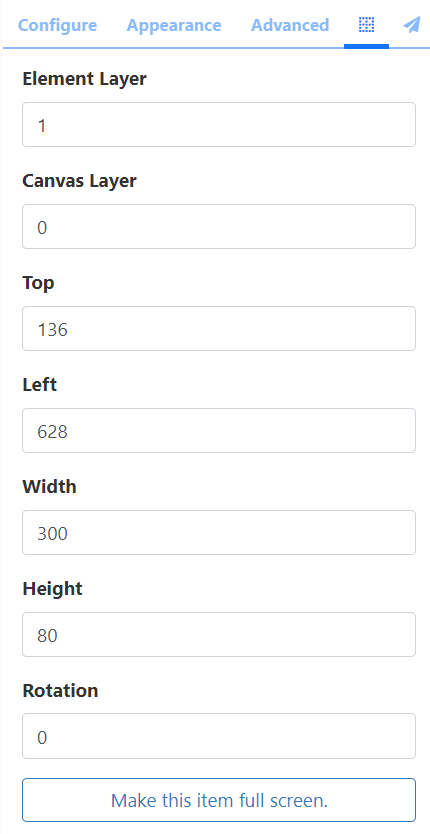 Configure Appearance Advanced
Element Layer
1
Canvas Layer
0
Top
136
Left
628
Width
300
Height
80
Rotation
0
Make this item full screen.